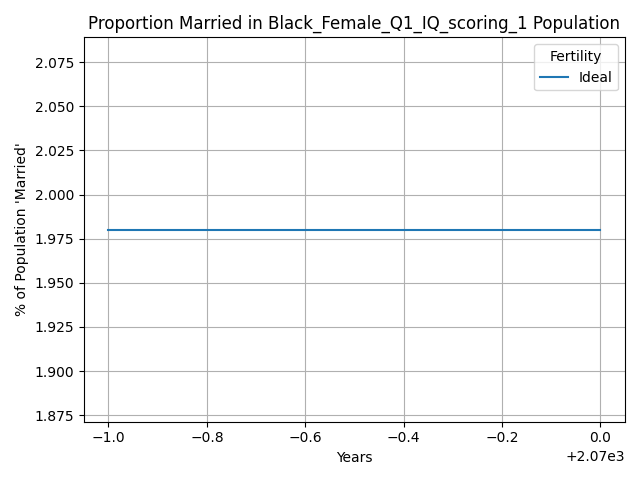 Proportion Married in Black_Female_Q1_IQ_scoring_1 Population
Fertility
Ideal
% of Population 'Married'
2.075
2.050
2.025
2.000
1.975
1.950
1.925
1.900
1.875
−1.0 −0.8 −0.6 −0.4 −0.2 0.0
Years
+2.07e3